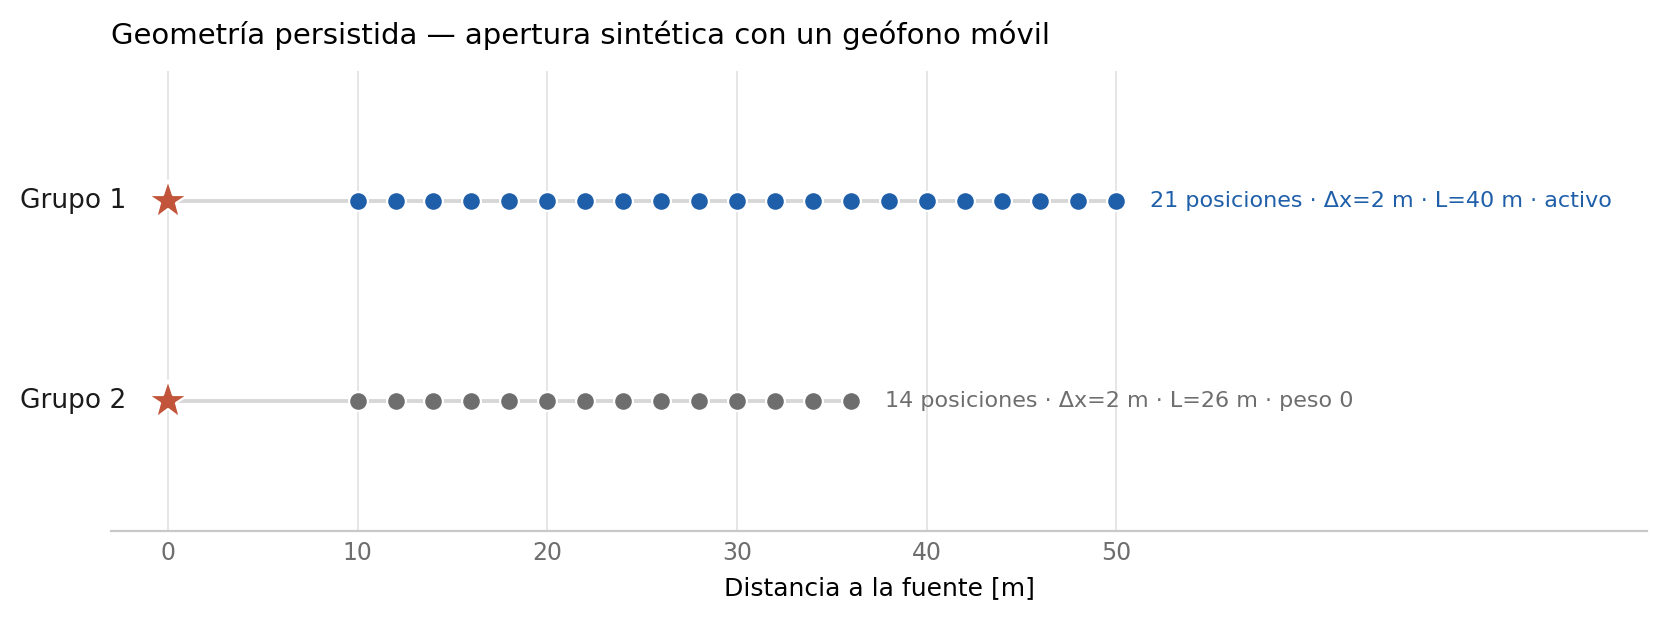 Geometría persistida — apertura sintética con un geófono móvil
Grupo 1
21 posiciones · Δx=2 m · L=40 m · activo
Grupo 2
14 posiciones · Δx=2 m · L=26 m · peso 0
0 10 20 30 40 50
Distancia a la fuente [m]